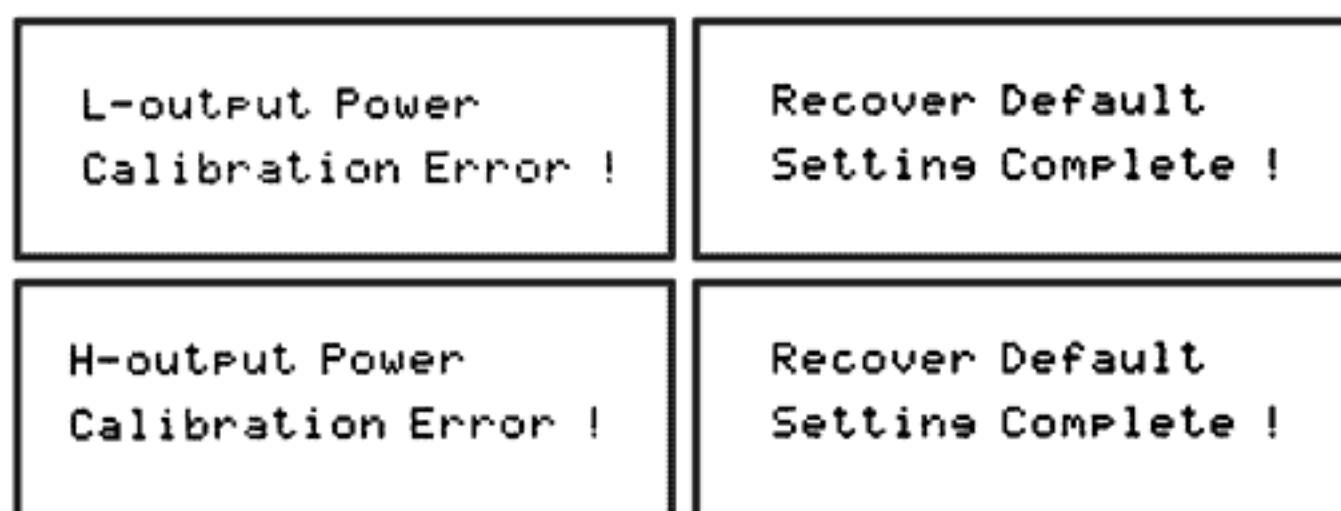 L-output Power
Calibration Error !
Recover Default
Setting Complete !
H-output Power
Calibration Error !
Recover Default
Setting Complete !